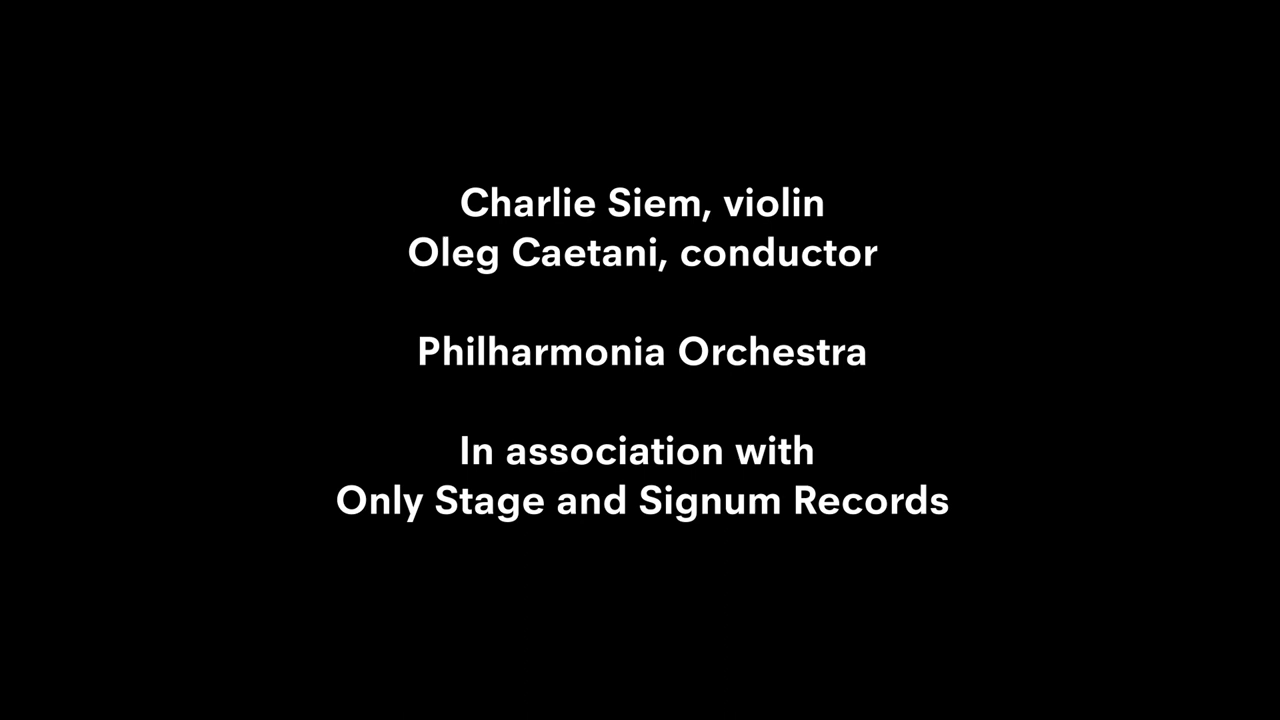 Charlie Siem, violin
Oleg Caetani, conductor
Philharmonia Orchestra
In association with
Only Stage and Signum Records